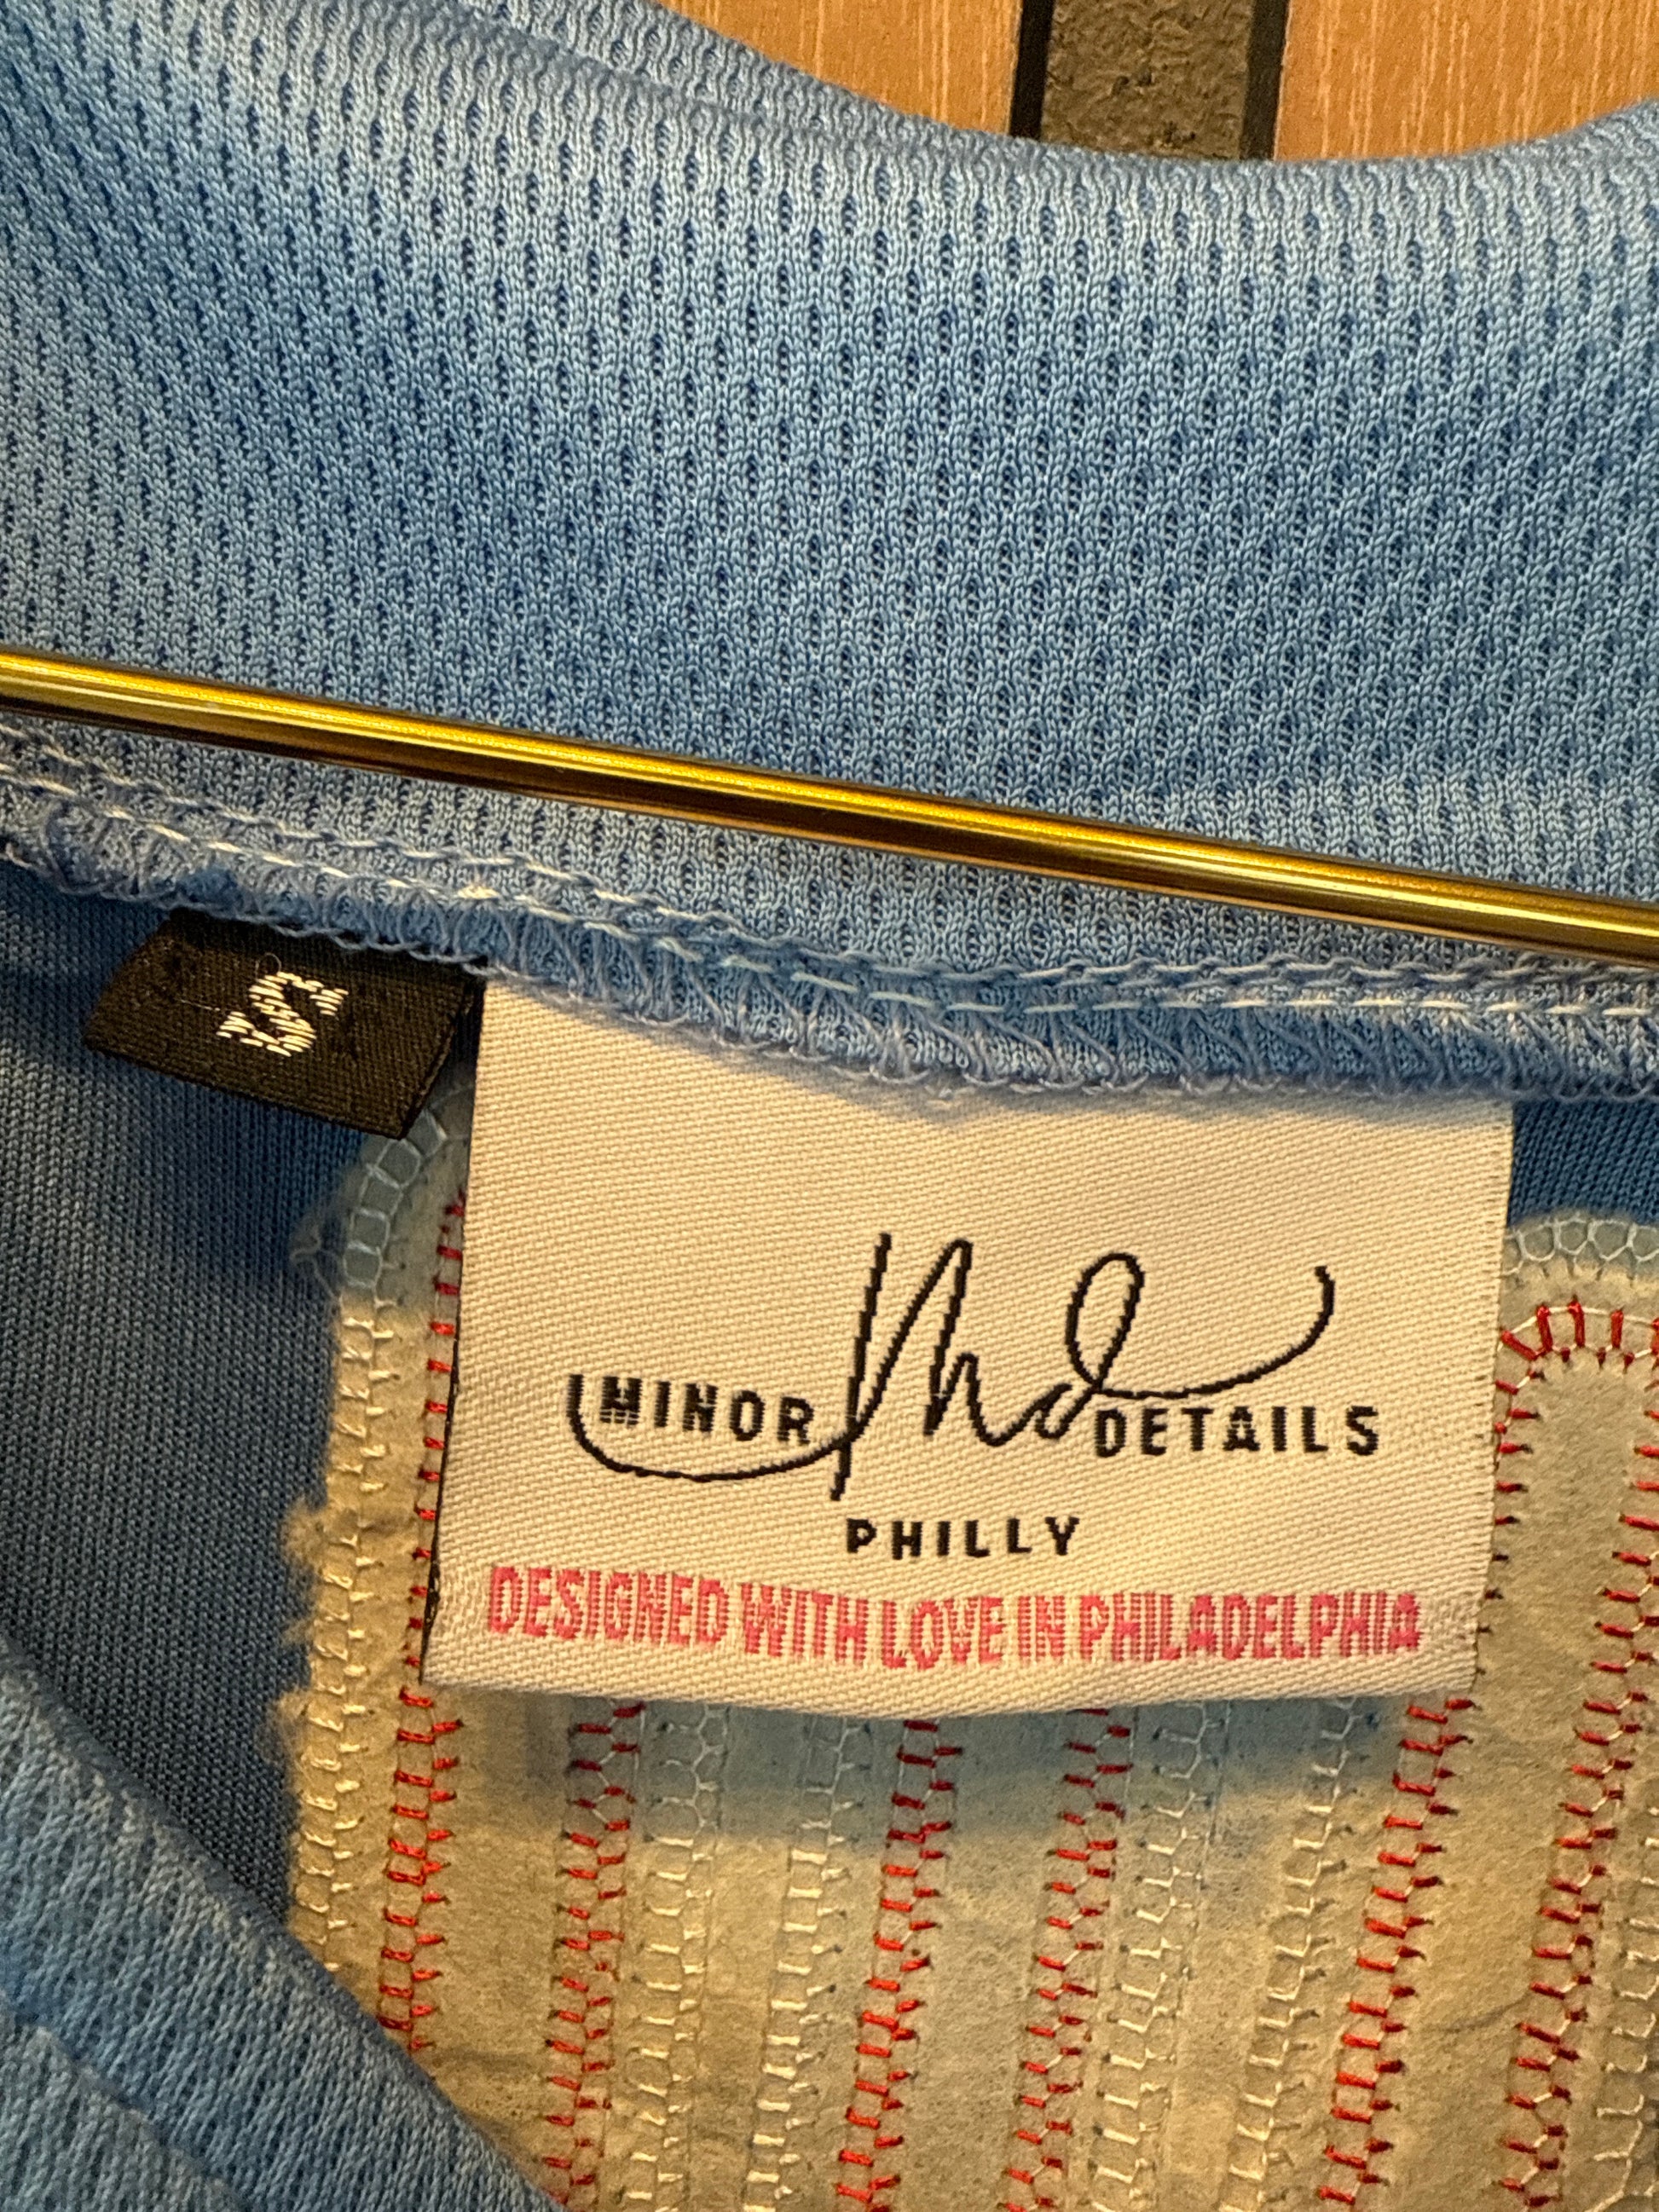 S
Md
MINOR DETAILS
PHILLY
DESIGNED WITH LOVE IN PHILADELPHIA